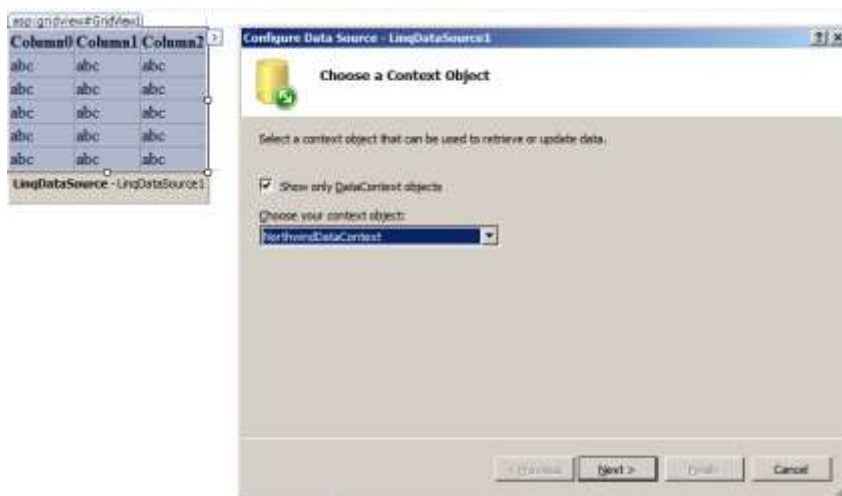 asp:gridview#GridView1
Column0 Column1 Column2
abc abc abc
abc abc abc
abc abc abc
abc abc abc
abc abc abc
LinqDataSource - LinqDataSource1
Configure Data Source - LinqDataSource1
Choose a Context Object
Select a context object that can be used to retrieve or update data.
Show only DataContext objects
Choose your context object:
NorthwindDataContext
< Previous
Next >
Finish
Cancel